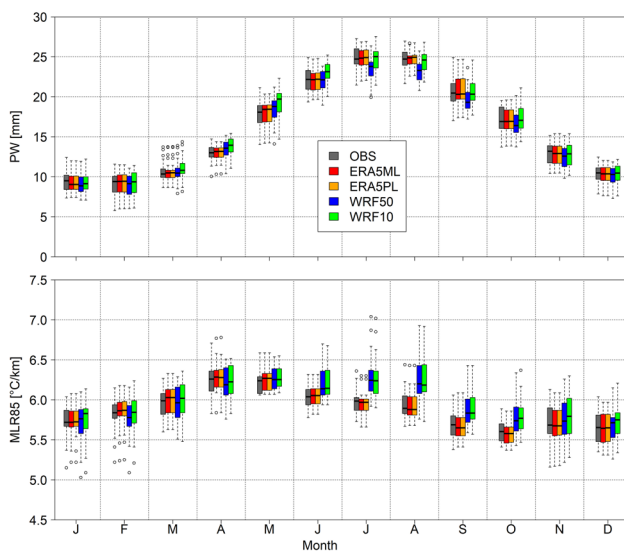 30
25
20
15
10
5
0
PW [mm]
OBS
ERA5ML
ERA5PL
WRF50
WRF10
7.5
7.0
6.5
6.0
5.5
5.0
4.5
MLR85 [°C/km]
J F M A M J J A S O N D
Month